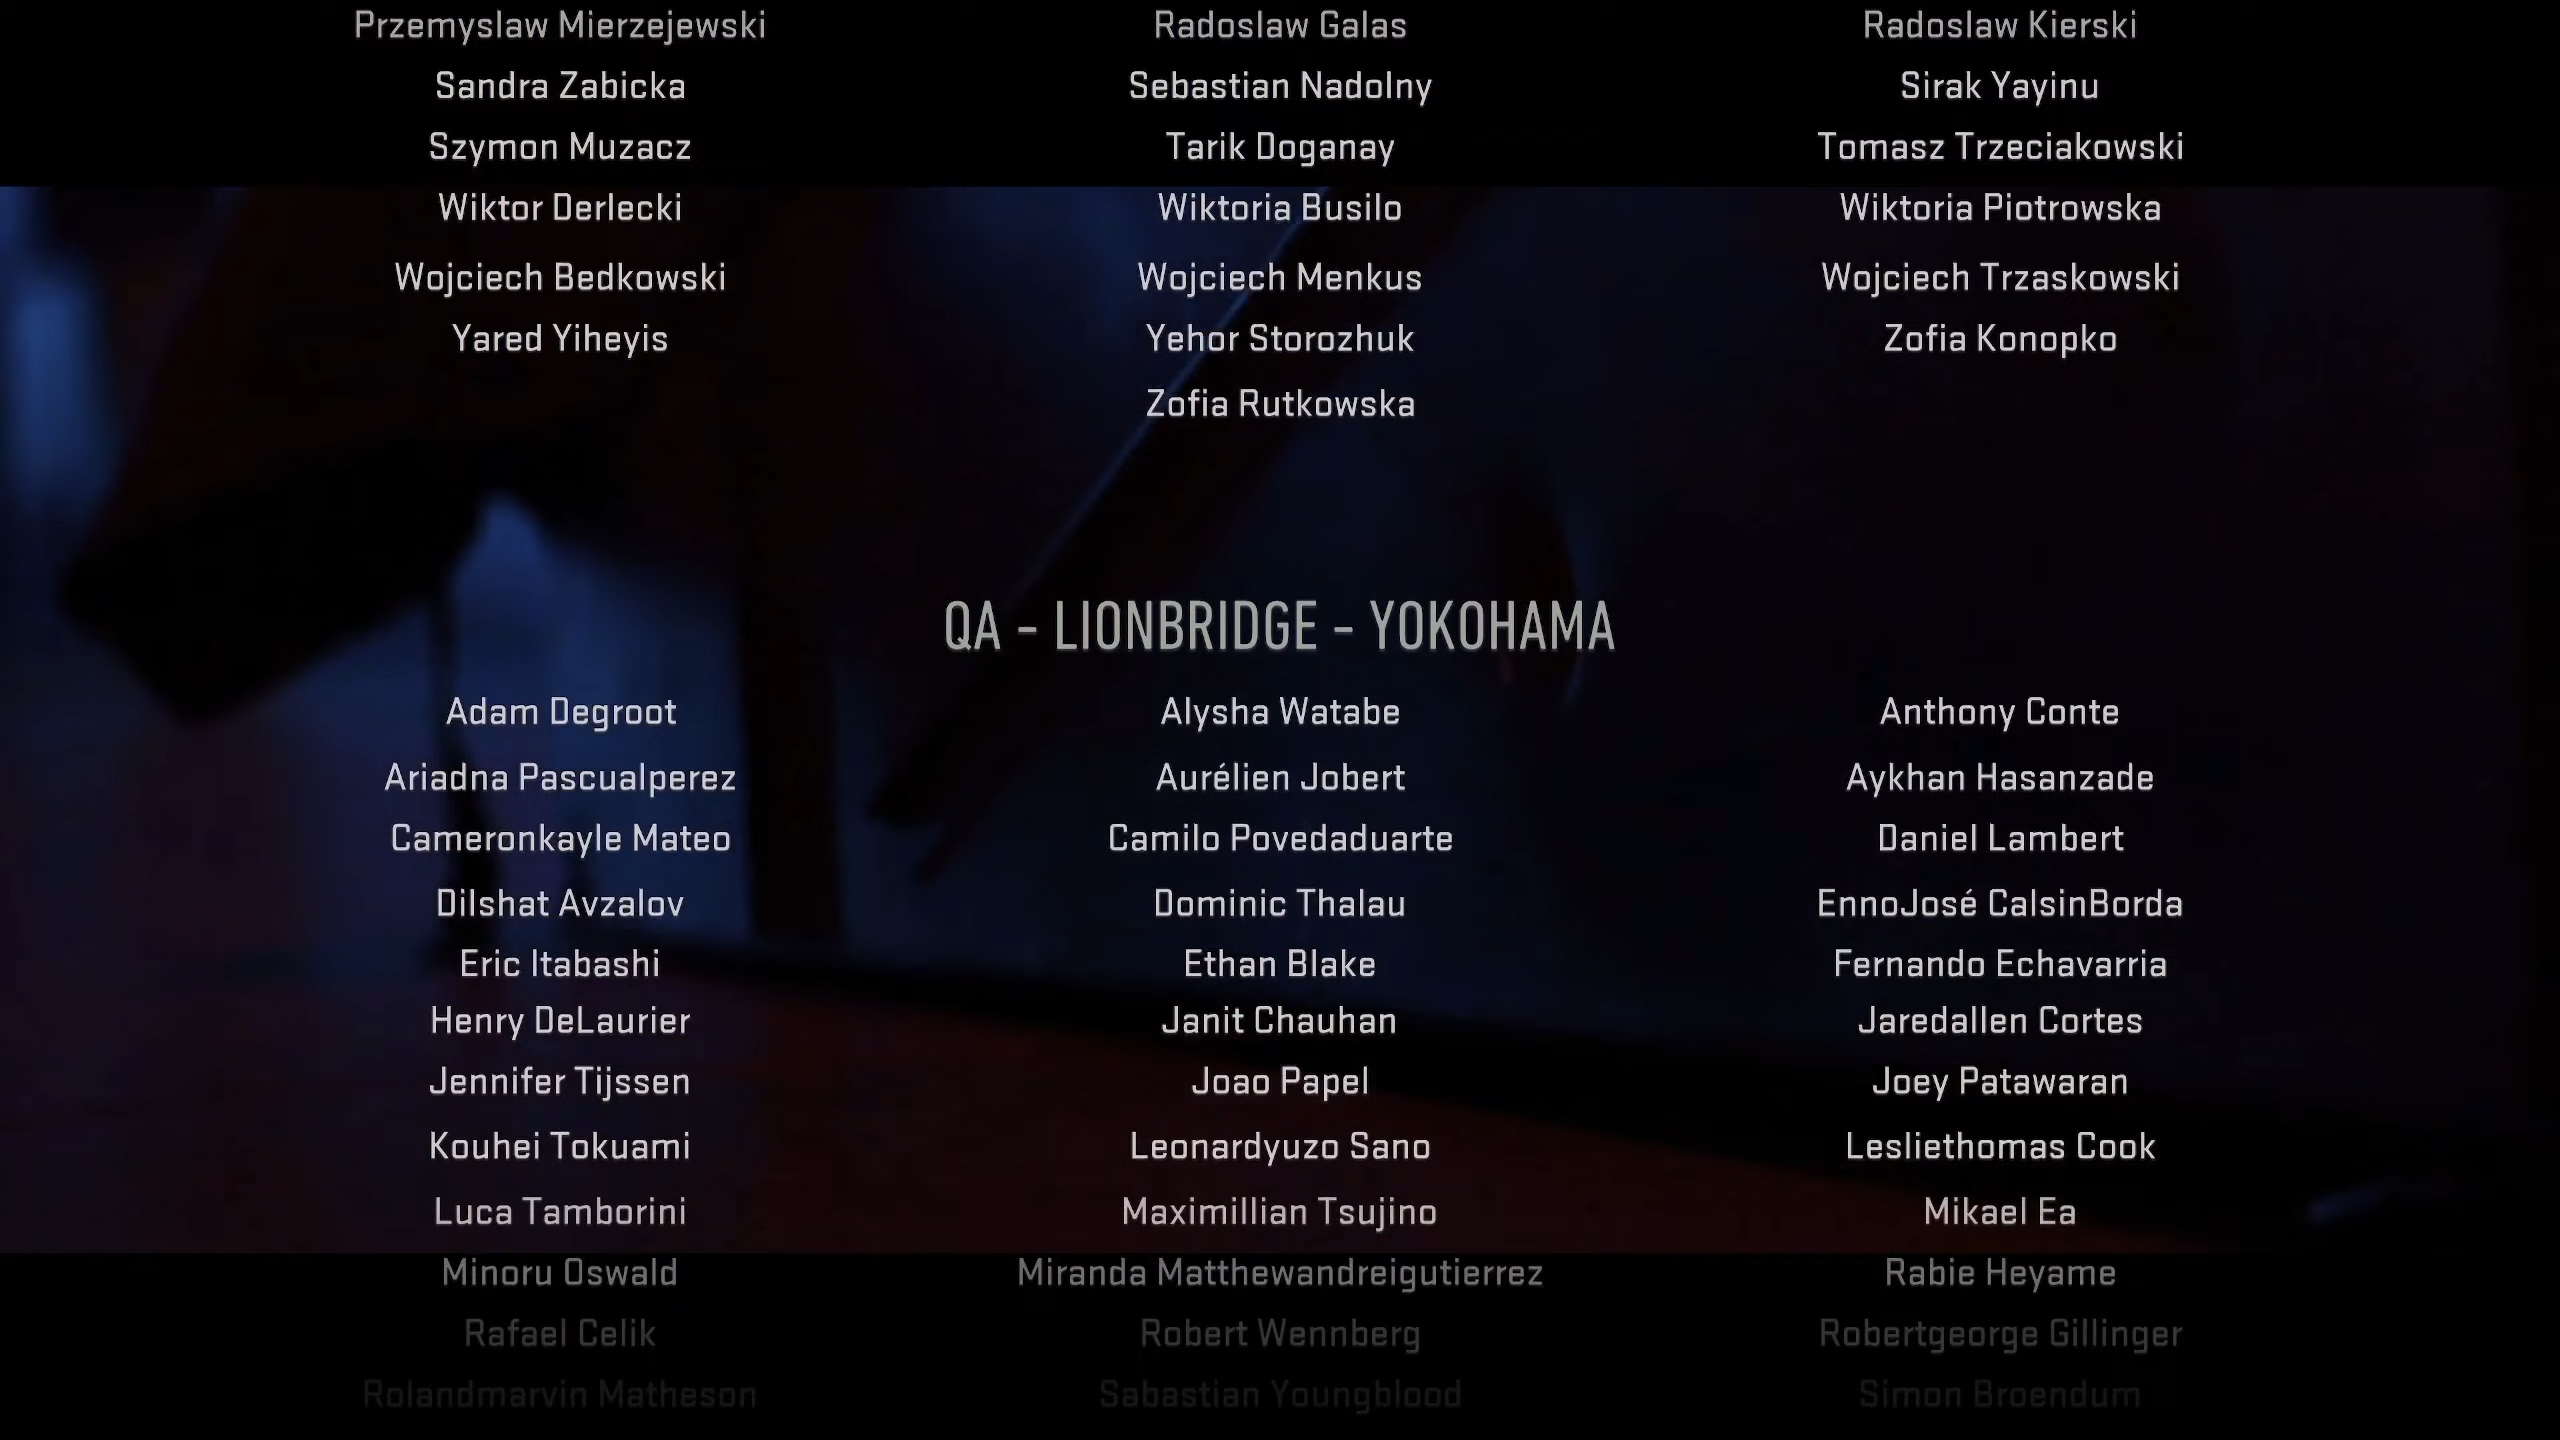 Przemyslaw Mierzejewski Radoslaw Galas Radoslaw Kierski
Sandra Zabicka Sebastian Nadolny Sirak Yayinu
Szymon Muzacz Tarik Doganay Tomasz Trzeciakowski
Wiktor Derlecki Wiktoria Busilo Wiktoria Piotrowska
Wojciech Bedkowski Wojciech Menkus Wojciech Trzaskowski
Yared Yiheyis Yehor Storozhuk Zofia Konopko
Zofia Rutkowska
QA - LIONBRIDGE - YOKOHAMA
Adam Degroot Alysha Watabe Anthony Conte
Ariadna Pascualperez Aurélien Jobert Aykhan Hasanzade
Cameronkayle Mateo Camilo Povedaduarte Daniel Lambert
Dilshat Avzalov Dominic Thalau EnnoJosé CalsinBorda
Eric Itabashi Ethan Blake Fernando Echavarria
Henry DeLaurier Janit Chauhan Jaredallen Cortes
Jennifer Tijssen Joao Papel Joey Patawaran
Kouhei Tokuami Leonardyuzo Sano Lesliethomas Cook
Luca Tamborini Maximillian Tsujino Mikael Ea
Minoru Oswald Miranda Matthewandreigutierrez Rabie Heyame
Rafael Celik Robert Wennberg Robertgeorge Gillinger
Rolandmarvin Matheson Sabastian Youngblood Simon Broendum